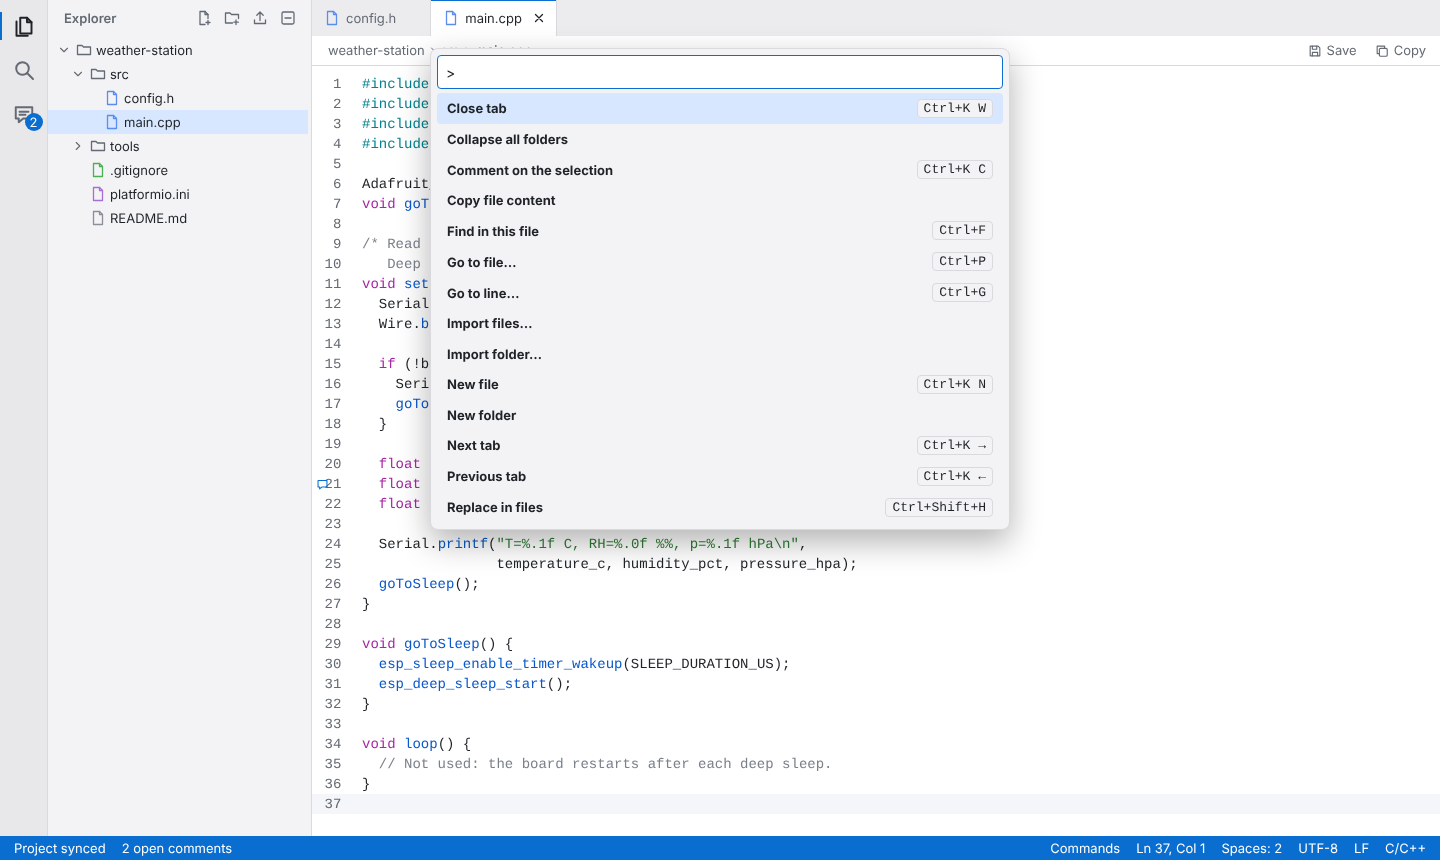 Explorer
config.h
main.cpp
weather-station
Save
Copy
weather-station
src
config.h
main.cpp
tools
.gitignore
platformio.ini
README.md
2
>
Close tab Ctrl+K W
Collapse all folders
Comment on the selection Ctrl+K C
Copy file content
Find in this file Ctrl+F
Go to file... Ctrl+P
Go to line... Ctrl+G
Import files...
Import folder...
New file Ctrl+K N
New folder
Next tab Ctrl+K →
Previous tab Ctrl+K ←
Replace in files Ctrl+Shift+H
1 #include
2 #include
3 #include
4 #include
5
6 Adafruit
7 void goT
8
9 /* Read
10 Deep
11 void set
12 Serial
13 Wire.b
14
15 if (!b
16 Seri
17 goTo
18 }
19
20 float
21 float
22 float
23
24 Serial.printf("T=%.1f C, RH=%.0f %%, p=%.1f hPa\n",
25 temperature_c, humidity_pct, pressure_hpa);
26 goToSleep();
27 }
28
29 void goToSleep() {
30 esp_sleep_enable_timer_wakeup(SLEEP_DURATION_US);
31 esp_deep_sleep_start();
32 }
33
34 void loop() {
35 // Not used: the board restarts after each deep sleep.
36 }
37
Project synced 2 open comments Commands Ln 37, Col 1 Spaces: 2 UTF-8 LF C/C++